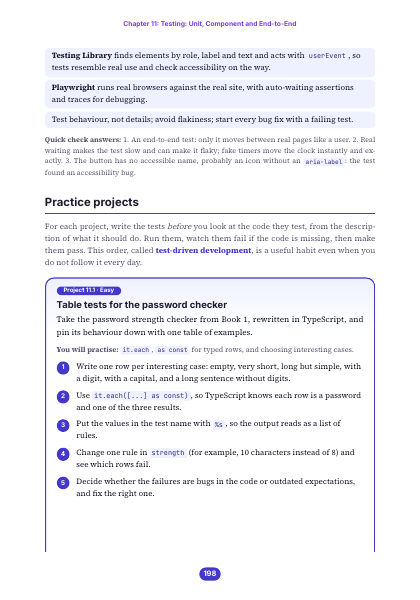 Chapter 11: Testing: Unit, Component and End-to-End
Testing Library finds elements by role, label and text and acts with userEvent, so
tests resemble real use and check accessibility on the way.
Playwright runs real browsers against the real site, with auto-waiting assertions
and traces for debugging.
Test behaviour, not details; avoid flakiness; start every bug fix with a failing test.
Quick check answers: 1. An end-to-end test: only it moves between real pages like a user. 2. Real
waiting makes the test slow and can make it flaky; fake timers move the clock instantly and ex-
actly. 3. The button has no accessible name, probably an icon without an aria-label: the test
found an accessibility bug.
Practice projects
For each project, write the tests before you look at the code they test, from the descrip-
tion of what it should do. Run them, watch them fail if the code is missing, then make
them pass. This order, called test-driven development, is a useful habit even when you
do not follow it every day.
Project 11.1 · Easy
Table tests for the password checker
Take the password strength checker from Book 1, rewritten in TypeScript, and
pin its behaviour down with one table of examples.
You will practise: it.each, as const for typed rows, and choosing interesting cases.
1 Write one row per interesting case: empty, very short, long but simple, with
a digit, with a capital, and a long sentence without digits.
2 Use it.each([...] as const), so TypeScript knows each row is a password
and one of the three results.
3 Put the values in the test name with %s, so the output reads as a list of
rules.
4 Change one rule in strength (for example, 10 characters instead of 8) and
see which rows fail.
5 Decide whether the failures are bugs in the code or outdated expectations,
and fix the right one.
198